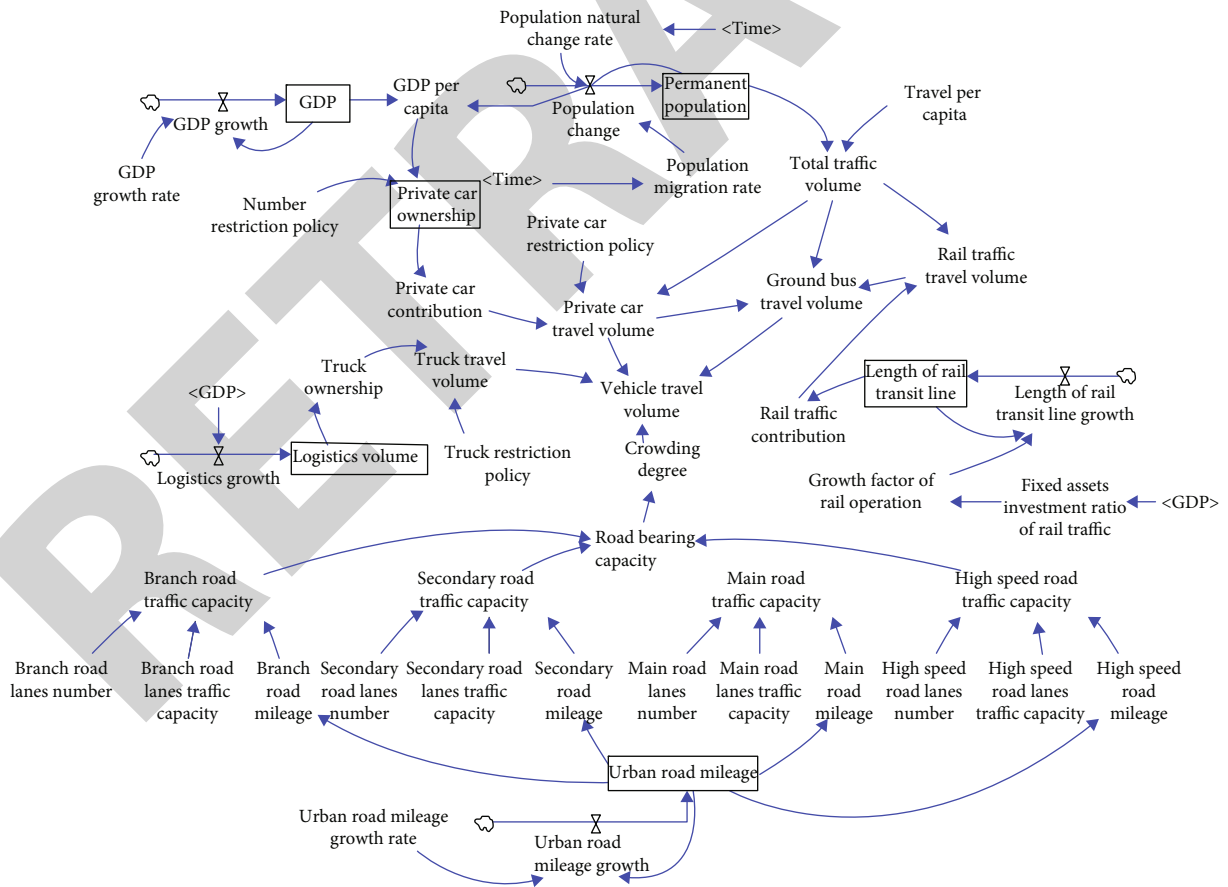 Population natural
change rate
<Time>
GDP
GDP per
capita
Permanent
population
Travel per
capita
GDP growth
Population
change
GDP
growth rate
Population
migration rate
Total traffic
volume
<Time>
Private car
ownership
Number
restriction policy
Private car
restriction policy
Rail traffic
travel volume
Private car
contribution
Private car
travel volume
Ground bus
travel volume
Truck
ownership
Truck travel
volume
Vehicle travel
volume
Length of rail
transit line
Length of rail
transit line growth
<GDP>
Rail traffic
contribution
Logistics volume
Logistics growth
Truck restriction
policy
Crowding
degree
Growth factor of
rail operation
Fixed assets
investment ratio
of rail traffic
<GDP>
Road bearing
capacity
Branch road
traffic capacity
Secondary road
traffic capacity
Main road
traffic capacity
High speed road
traffic capacity
Branch road
lanes number
Branch road
lanes traffic
capacity
Branch
road
mileage
Secondary
road lanes
number
Secondary road
lanes traffic
capacity
Secondary
road
mileage
Main road
lanes
number
Main road
lanes traffic
capacity
Main
road
mileage
High speed
road lanes
number
High speed
road lanes
traffic capacity
High speed
road
mileage
Urban road mileage
Urban road mileage
growth rate
Urban road
mileage growth
RETRA